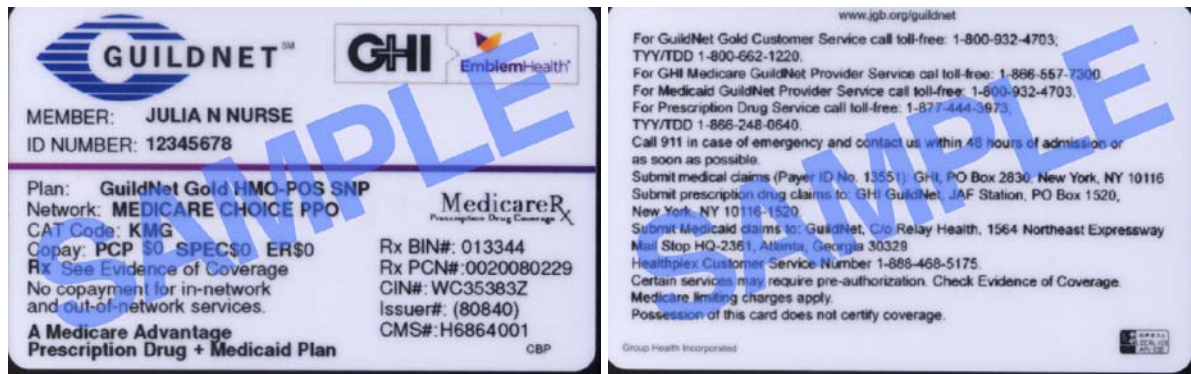 GUILDNET SM
GHI
EmblemHealth
MEMBER: JULIA N NURSE
ID NUMBER: 12345678
Plan: GuildNet Gold HMO-POS SNP
Network: MEDICARE CHOICE PPO
CAT Code: KMG
Copay: PCP $0 SPEC$0 ER$0
Rx See Evidence of Coverage
No copayment for in-network
and out-of-network services.
A Medicare Advantage
Prescription Drug + Medicaid Plan
MedicareRx
Prescription Drug Coverage
Rx BIN#: 013344
Rx PCN#:0020080229
CIN#: WC35383Z
Issuer#: (80840)
CMS#:H6864001
CBP
SAMPLE
www.jgb.org/guildnet
For GuildNet Gold Customer Service call toll-free: 1-800-932-4703;
TYY/TDD 1-800-662-1220.
For GHI Medicare GuildNet Provider Service cal toll-free: 1-866-557-7300
For Medicaid GuildNet Provider Service call toll-free: 1-800-932-4703.
For Prescription Drug Service call toll-free: 1-877-444-3973,
TYY/TDD 1-866-248-0640.
Call 911 in case of emergency and contact us within 48 hours of admission or
as soon as possible.
Submit medical claims (Payer ID No. 13551): GHI, PO Box 2830, New York, NY 10116
Submit prescription drug claims to: GHI GuildNet, JAF Station, PO Box 1520,
New York, NY 10116-1520.
Submit Medicaid claims to: GuildNet, C/o Relay Health, 1564 Northeast Expressway
Mail Stop HQ-2361, Atlanta, Georgia 30329
Healthplex Customer Service Number 1-888-468-5175.
Certain services may require pre-authorization. Check Evidence of Coverage.
Medicare limiting charges apply.
Possession of this card does not certify coverage.
Group Health Incorporated
SAMPLE